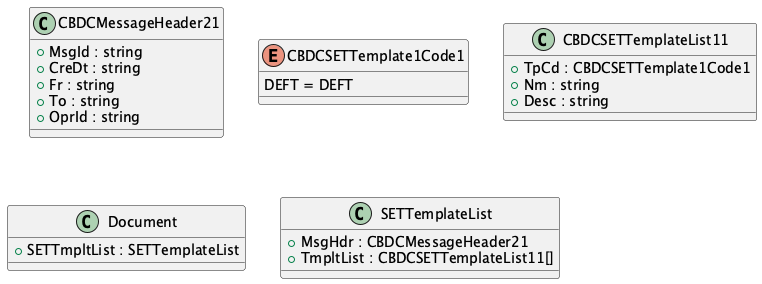 C CBDCMessageHeader21
MsgId : string
CreDt : string
Fr : string
To : string
OprId : string
E CBDCSETTemplate1Code1
DEFT = DEFT
C CBDCSETTemplateList11
TpCd : CBDCSETTemplate1Code1
Nm : string
Desc : string
C Document
SETTmpltList : SETTemplateList
C SETTemplateList
MsgHdr : CBDCMessageHeader21
TmpltList : CBDCSETTemplateList11[]